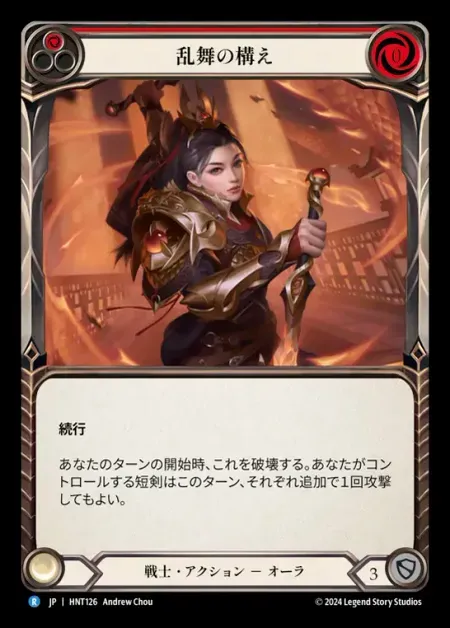 乱舞の構え
0
続行
あなたのターンの開始時、これを破壊する。あなたがコント
ロールする短剣はこのターン、それぞれ追加で1回攻撃
してもよい。
戦士・アクション － オーラ
3
R JP | HNT126 Andrew Chou
© 2024 Legend Story Studios